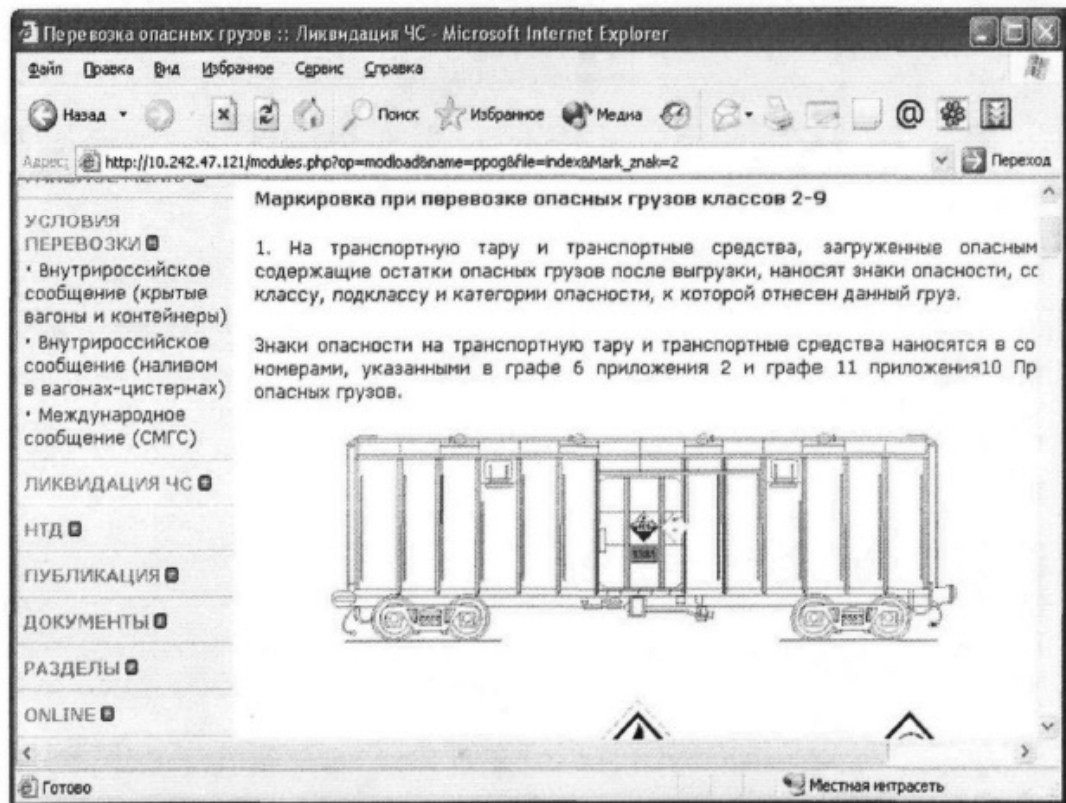 Перевозка опасных грузов :: Ликвидация ЧС - Microsoft Internet Explorer
Файл Правка Вид Избранное Сервис Справка
Назад Поиск Избранное Медиа
Адрес: http://10.242.47.121/modules.php?op=modload&name=ppog&file=index&Mark_znak=2 Переход
УСЛОВИЯ
ПЕРЕВОЗКИ
• Внутрироссийское
сообщение (крытые
вагоны и контейнеры)
• Внутрироссийское
сообщение (наливом
в вагонах-цистернах)
• Международное
сообщение (СМГС)
ЛИКВИДАЦИЯ ЧС
НТД
ПУБЛИКАЦИЯ
ДОКУМЕНТЫ
РАЗДЕЛЫ
ONLINE
Маркировка при перевозке опасных грузов классов 2-9
1. На транспортную тару и транспортные средства, загруженные опасным
содержащие остатки опасных грузов после выгрузки, наносят знаки опасности, сс
классу, подклассу и категории опасности, к которой отнесен данный груз.
Знаки опасности на транспортную тару и транспортные средства наносятся в со
номерами, указанными в графе 6 приложения 2 и графе 11 приложения10 Пр
опасных грузов.
Готово
Местная интрасеть